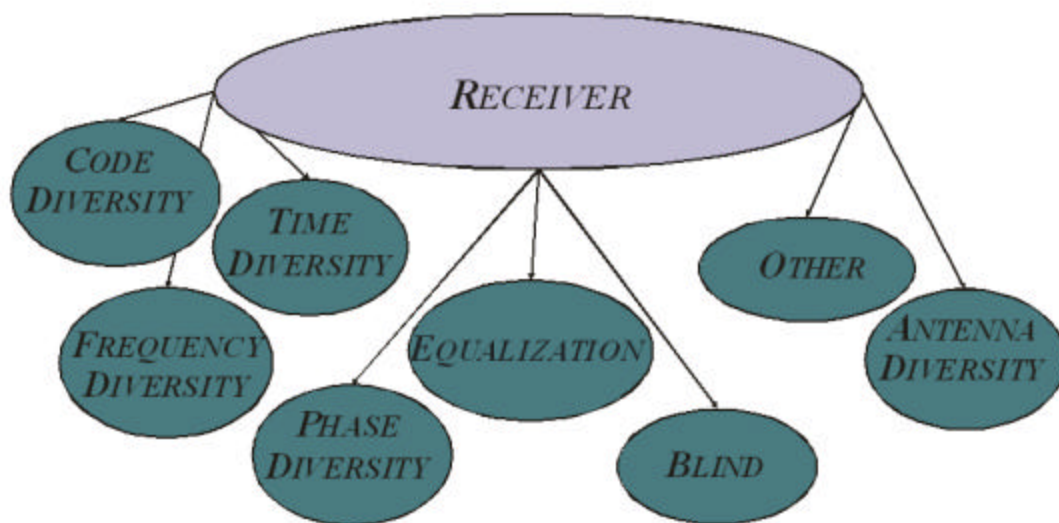 RECEIVER
CODE
DIVERSITY
TIME
DIVERSITY
FREQUENCY
DIVERSITY
PHASE
DIVERSITY
EQUALIZATION
BLIND
OTHER
ANTENNA
DIVERSITY